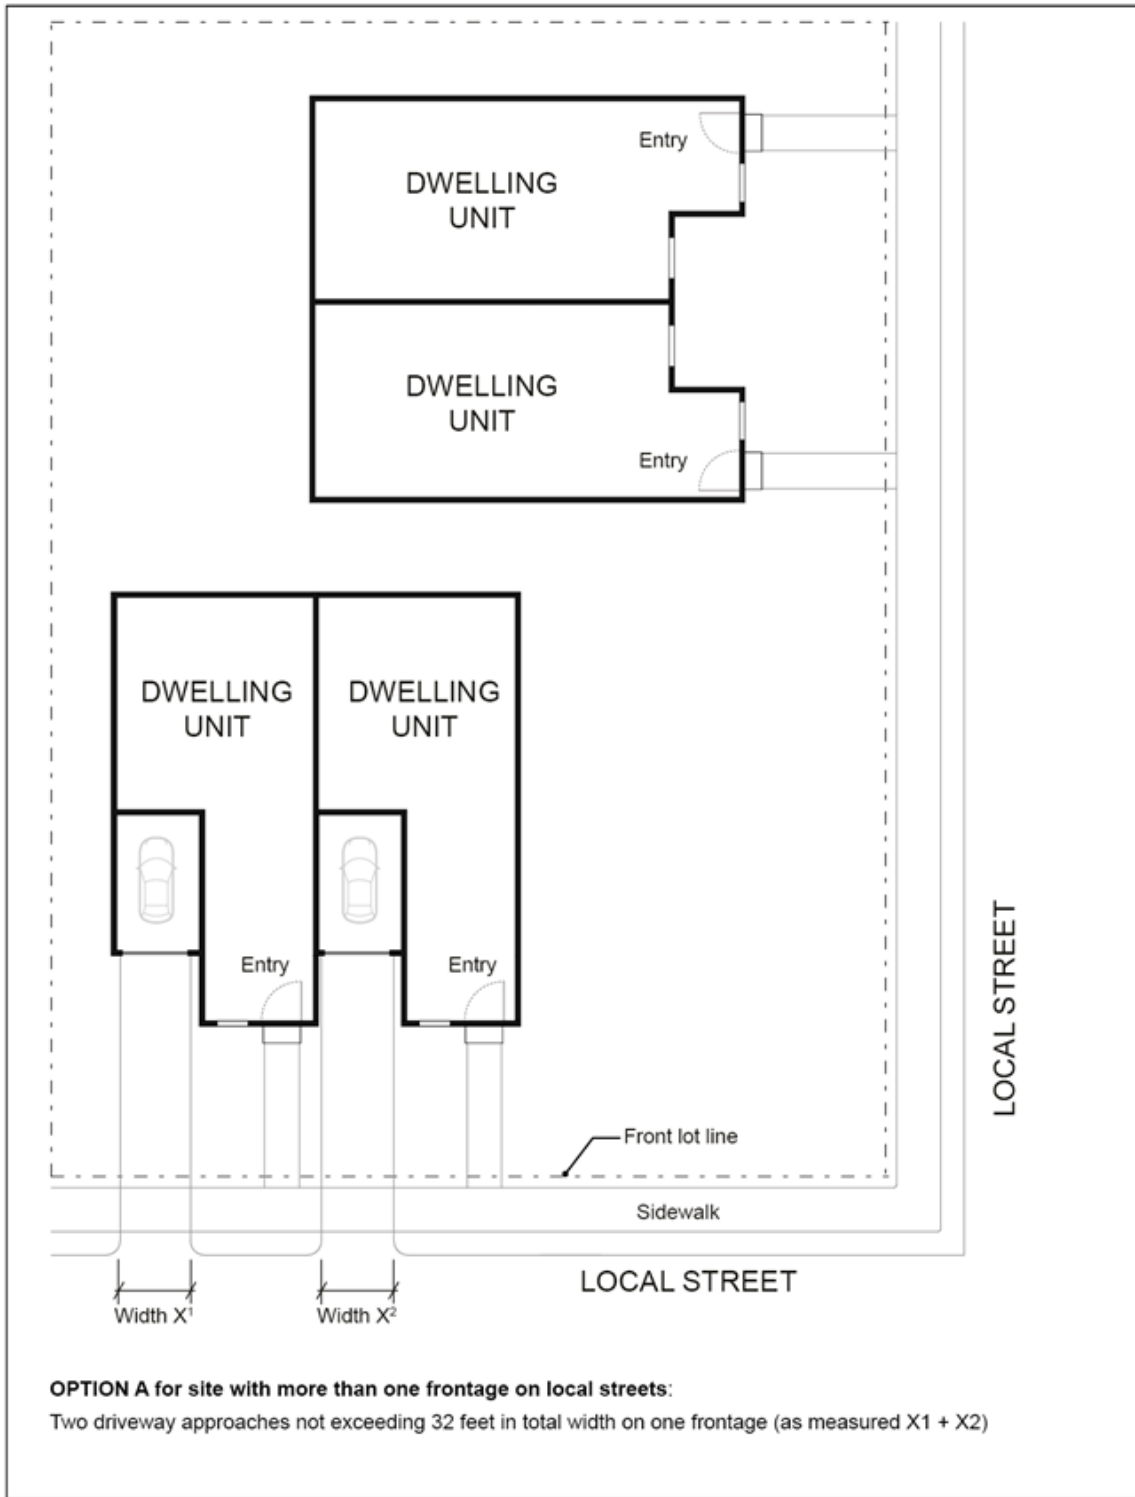 Entry
DWELLING
UNIT
DWELLING
UNIT
Entry
DWELLING
UNIT
DWELLING
UNIT
Entry
Entry
LOCAL STREET
Front lot line
Sidewalk
LOCAL STREET
Width X¹
Width X²
OPTION A for site with more than one frontage on local streets:
Two driveway approaches not exceeding 32 feet in total width on one frontage (as measured X1 + X2)